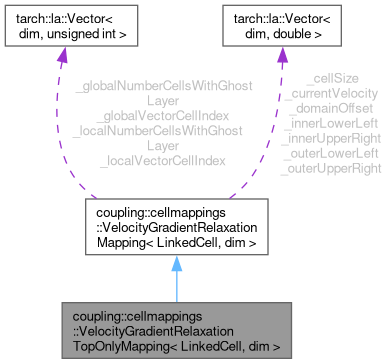 tarch::la::Vector<
dim, unsigned int >
tarch::la::Vector<
dim, double >
_globalNumberCellsWithGhost
Layer
_globalVectorCellIndex
_localNumberCellsWithGhost
Layer
_localVectorCellIndex
_cellSize
_currentVelocity
_domainOffset
_innerLowerLeft
_innerUpperRight
_outerLowerLeft
_outerUpperRight
coupling::cellmappings
::VelocityGradientRelaxation
Mapping< LinkedCell, dim >
coupling::cellmappings
::VelocityGradientRelaxation
TopOnlyMapping< LinkedCell, dim >